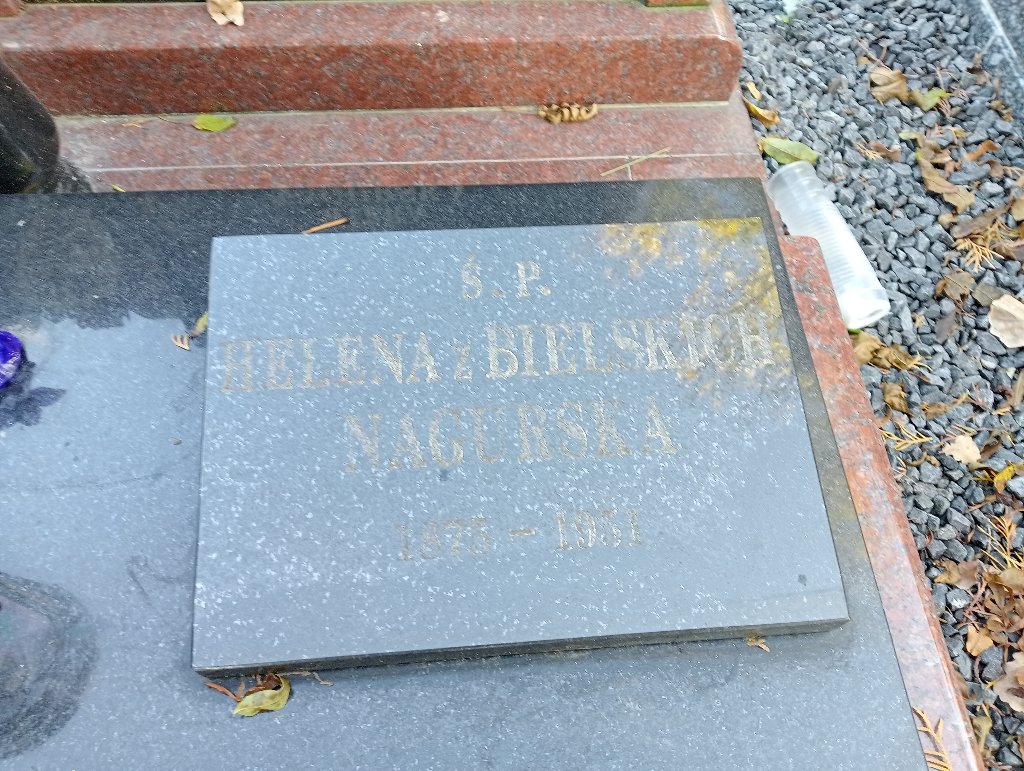 Ś.P.
HELENA z BIELSKICH
NAGURSKA
1873 – 1951